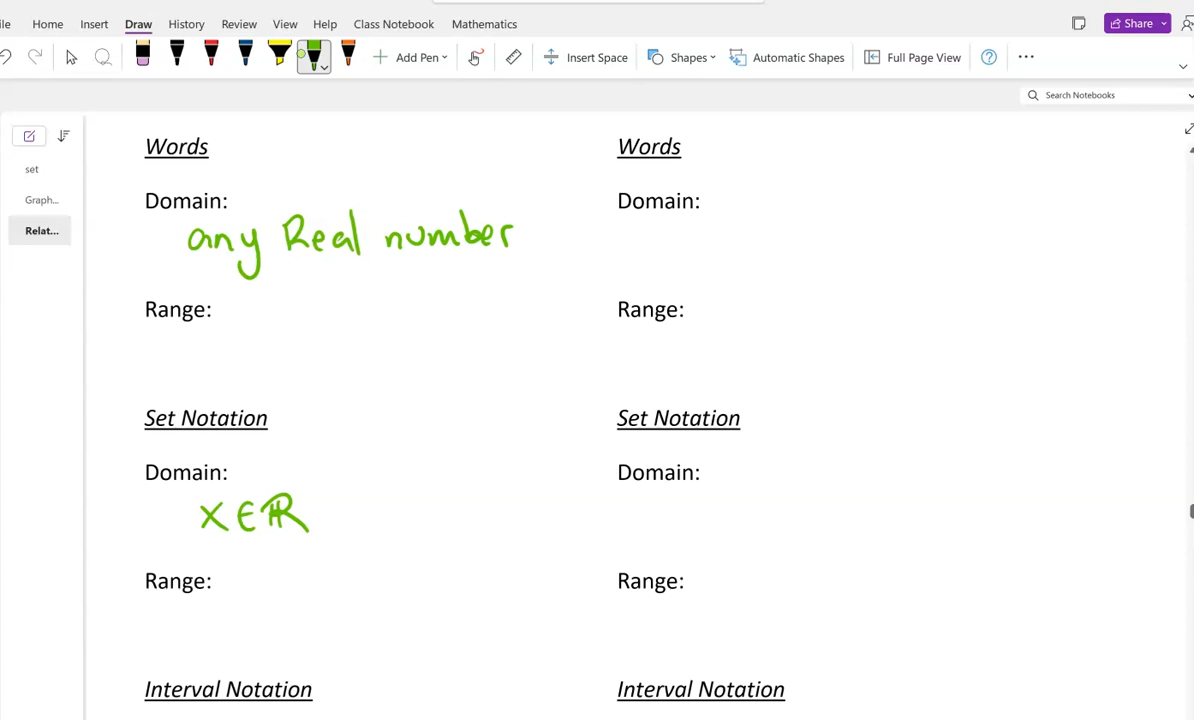 ile Home Insert Draw History Review View Help Class Notebook Mathematics Share
Add Pen Insert Space Shapes Automatic Shapes Full Page View
Search Notebooks
set
Graph...
Relat...
Words Words
Domain: Domain:
any Real number
Range: Range:
Set Notation Set Notation
Domain: Domain:
x∈ℝ
Range: Range:
Interval Notation Interval Notation